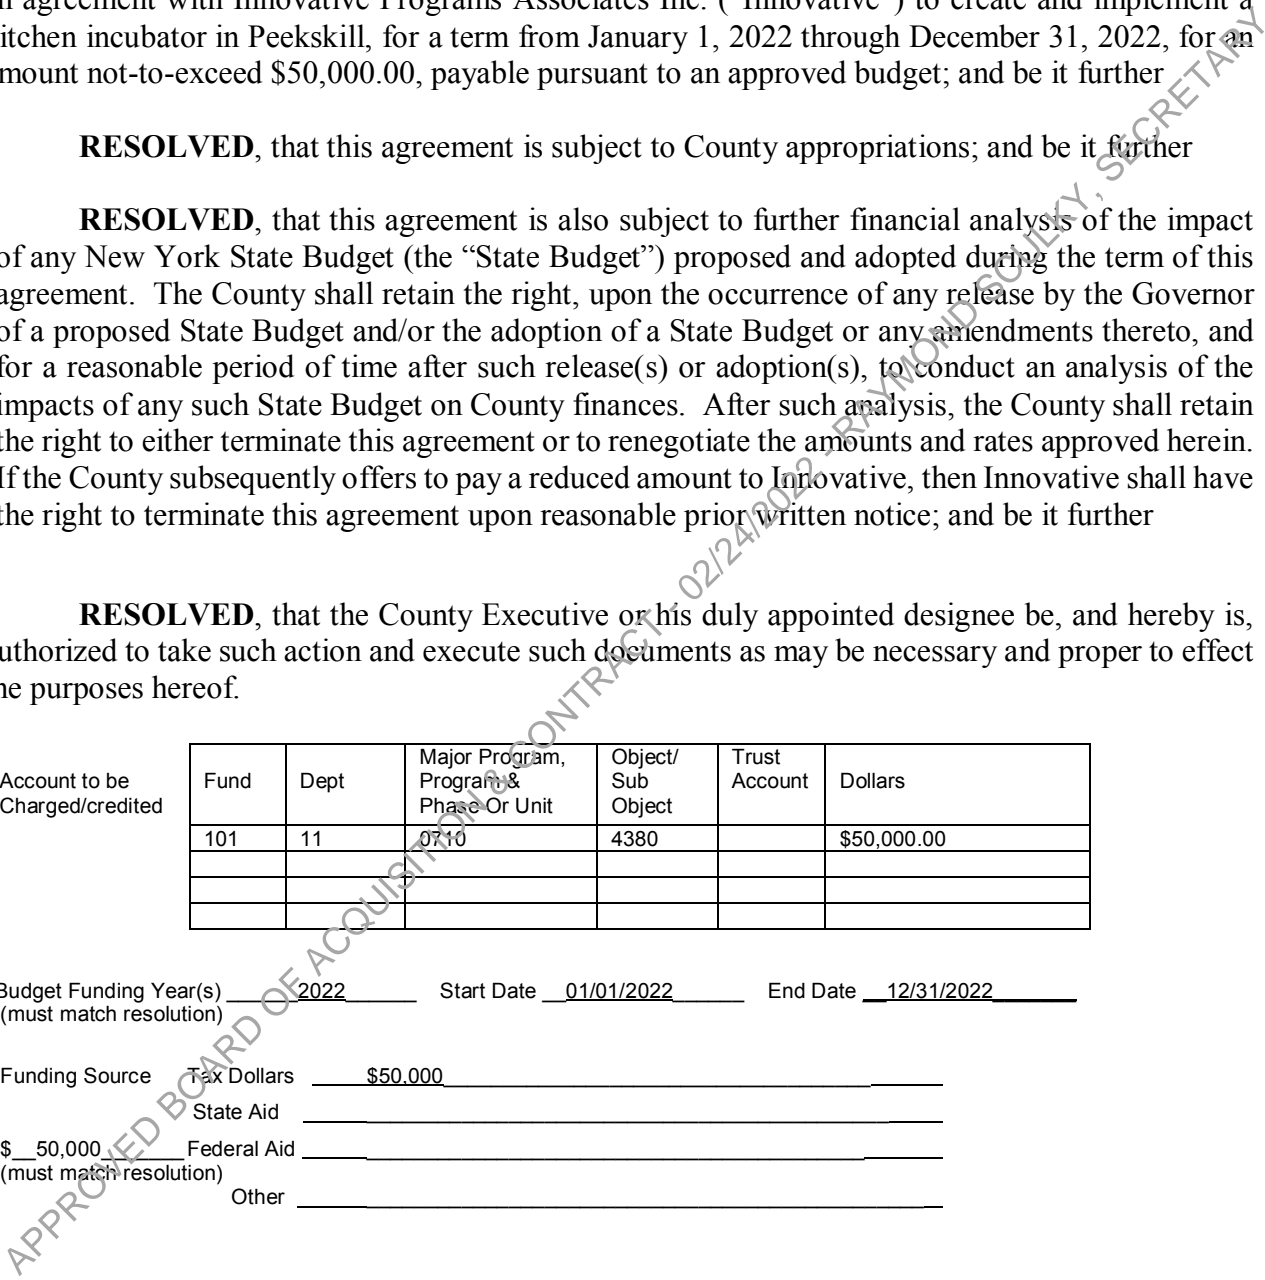 n agreement with Innovative Programs Associates Inc. (“Innovative”) to create and implement a
itchen incubator in Peekskill, for a term from January 1, 2022 through December 31, 2022, for an
mount not-to-exceed $50,000.00, payable pursuant to an approved budget; and be it further
RESOLVED, that this agreement is subject to County appropriations; and be it further
RESOLVED, that this agreement is also subject to further financial analysis of the impact
of any New York State Budget (the “State Budget”) proposed and adopted during the term of this
agreement. The County shall retain the right, upon the occurrence of any release by the Governor
of a proposed State Budget and/or the adoption of a State Budget or any amendments thereto, and
for a reasonable period of time after such release(s) or adoption(s), to conduct an analysis of the
impacts of any such State Budget on County finances. After such analysis, the County shall retain
the right to either terminate this agreement or to renegotiate the amounts and rates approved herein.
If the County subsequently offers to pay a reduced amount to Innovative, then Innovative shall have
the right to terminate this agreement upon reasonable prior written notice; and be it further
RESOLVED, that the County Executive or his duly appointed designee be, and hereby is,
uthorized to take such action and execute such documents as may be necessary and proper to effect
he purposes hereof.
Account to be
Charged/credited
Fund
Dept
Major Program,
Program &
Phase Or Unit
Object/
Sub
Object
Trust
Account
Dollars
101 11 0710 4380 $50,000.00
Budget Funding Year(s) ______2022______ Start Date __01/01/2022______ End Date __12/31/2022_______
(must match resolution)
Funding Source Tax Dollars $50,000
State Aid
$__50,000_______ Federal Aid
(must match resolution)
Other
APPROVED BOARD OF ACQUISITION & CONTRACT - 02/24/2022 - RAYMOND SCULKY, SECRETARY